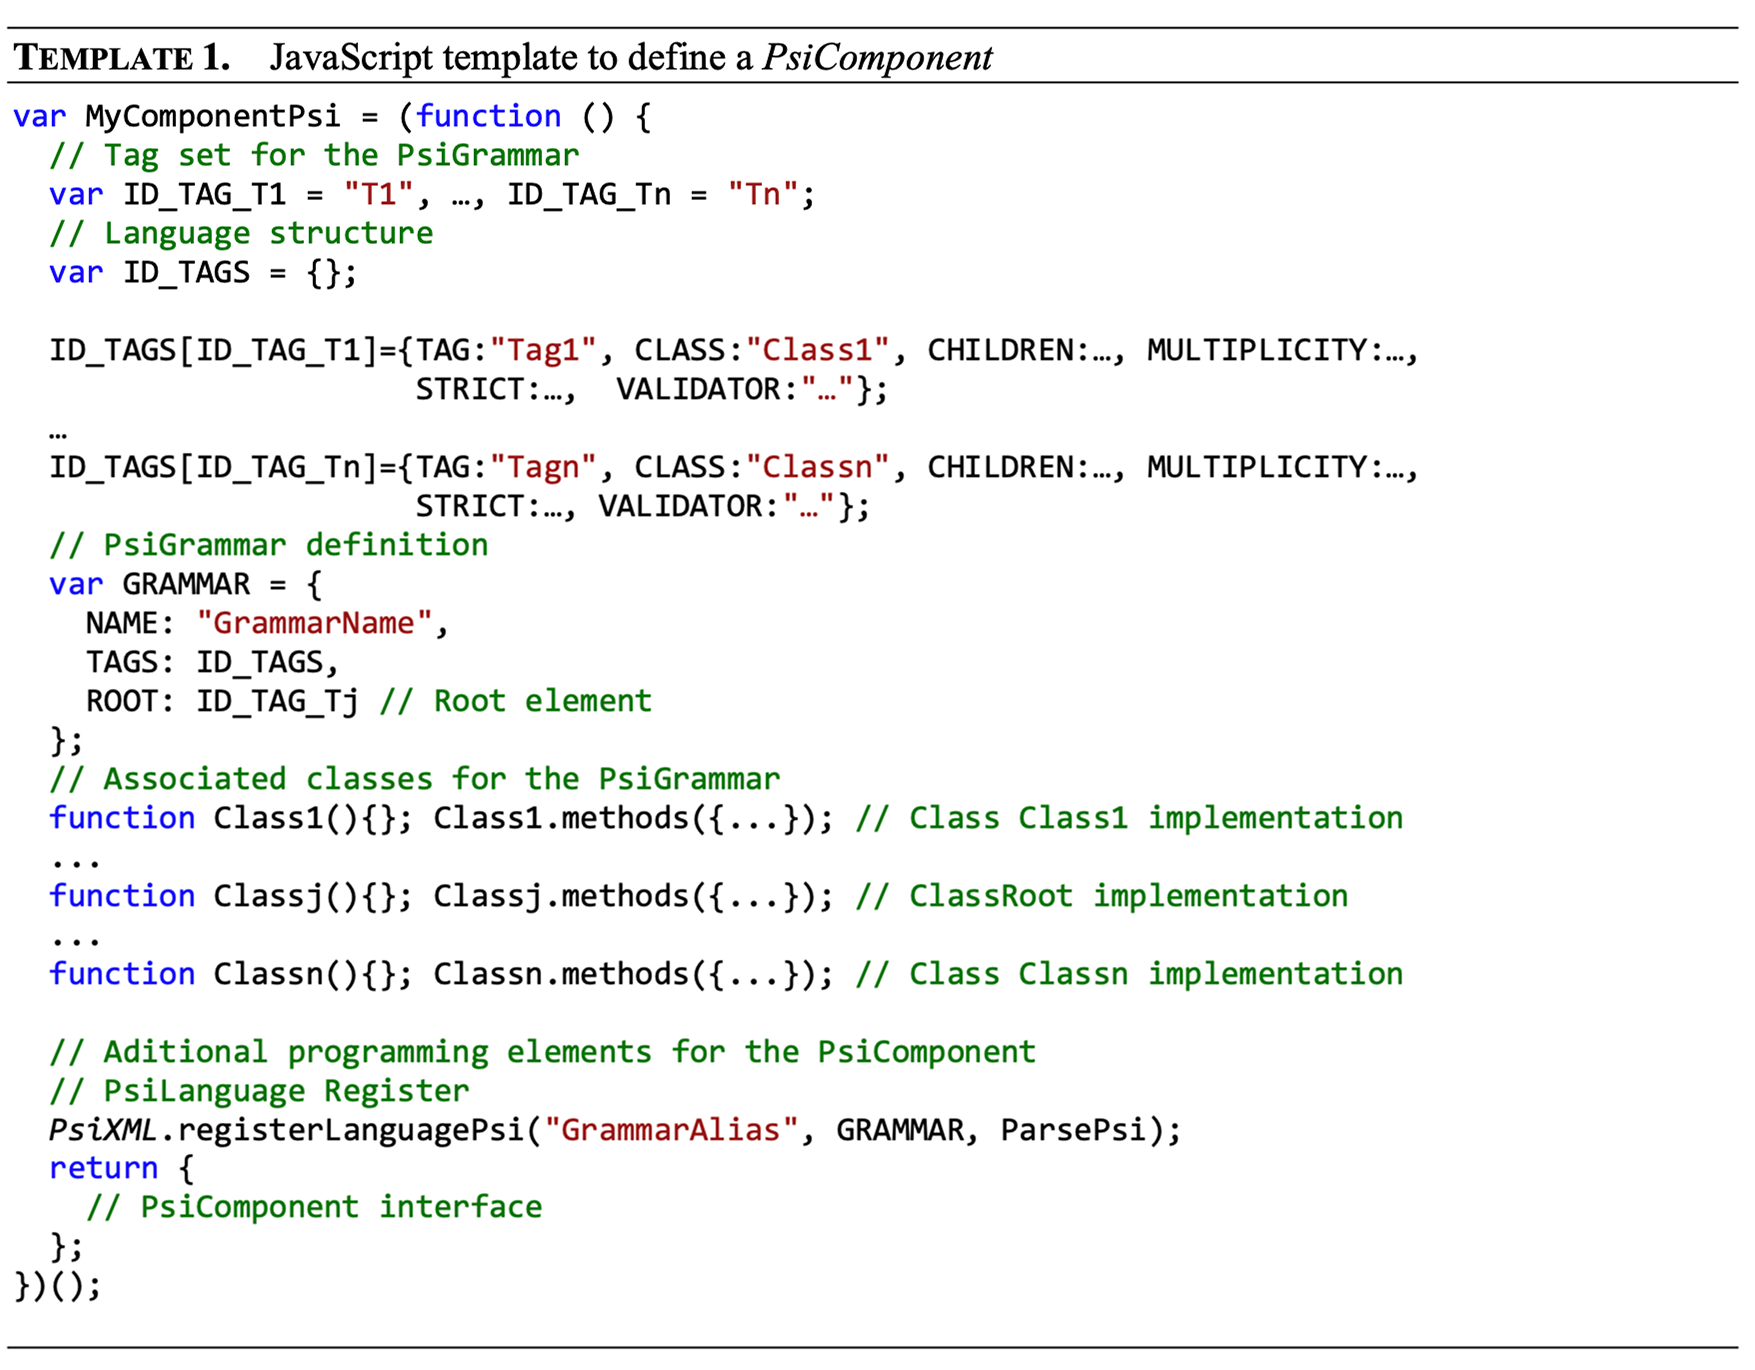 TEMPLATE 1. JavaScript template to define a PsiComponent
var MyComponentPsi = (function () {
  // Tag set for the PsiGrammar
  var ID_TAG_T1 = "T1", …, ID_TAG_Tn = "Tn";
  // Language structure
  var ID_TAGS = {};
  ID_TAGS[ID_TAG_T1]={TAG:"Tag1", CLASS:"Class1", CHILDREN:…, MULTIPLICITY:…,
                      STRICT:…,  VALIDATOR:"…"};
  …
  ID_TAGS[ID_TAG_Tn]={TAG:"Tagn", CLASS:"Classn", CHILDREN:…, MULTIPLICITY:…,
                      STRICT:…, VALIDATOR:"…"};
  // PsiGrammar definition
  var GRAMMAR = {
    NAME: "GrammarName",
    TAGS: ID_TAGS,
    ROOT: ID_TAG_Tj // Root element
  };
  // Associated classes for the PsiGrammar
  function Class1(){}; Class1.methods({...}); // Class Class1 implementation
  ...
  function Classj(){}; Classj.methods({...}); // ClassRoot implementation
  ...
  function Classn(){}; Classn.methods({...}); // Class Classn implementation
  // Aditional programming elements for the PsiComponent
  // PsiLanguage Register
  PsiXML.registerLanguagePsi("GrammarAlias", GRAMMAR, ParsePsi);
  return {
    // PsiComponent interface
  };
})();